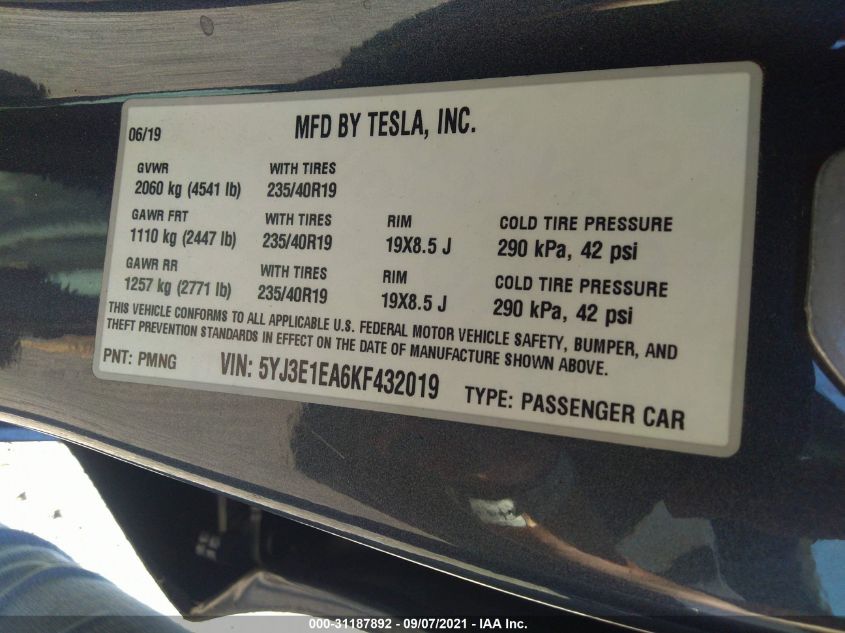 06/19
MFD BY TESLA, INC.
GVWR WITH TIRES
2060 kg (4541 lb) 235/40R19
GAWR FRT WITH TIRES RIM COLD TIRE PRESSURE
1110 kg (2447 lb) 235/40R19 19X8.5 J 290 kPa, 42 psi
GAWR RR WITH TIRES RIM COLD TIRE PRESSURE
1257 kg (2771 lb) 235/40R19 19X8.5 J 290 kPa, 42 psi
THIS VEHICLE CONFORMS TO ALL APPLICABLE U.S. FEDERAL MOTOR VEHICLE SAFETY, BUMPER, AND
THEFT PREVENTION STANDARDS IN EFFECT ON THE DATE OF MANUFACTURE SHOWN ABOVE.
PNT: PMNG VIN: 5YJ3E1EA6KF432019 TYPE: PASSENGER CAR
000-31187892 - 09/07/2021 - IAA Inc.